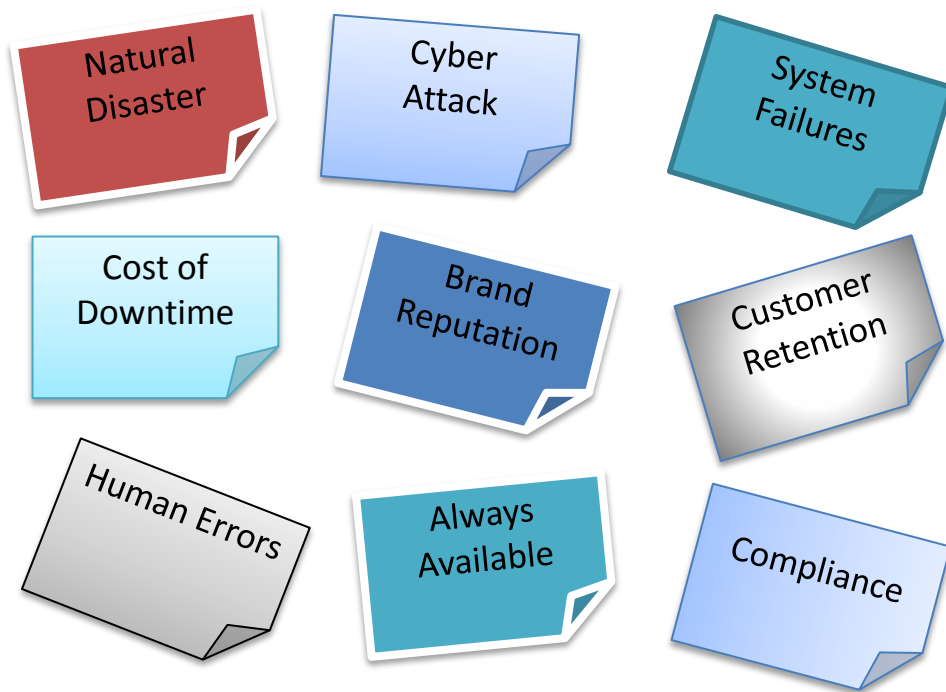 Natural
Disaster
Cyber
Attack
System
Failures
Cost of
Downtime
Brand
Reputation
Customer
Retention
Human Errors
Always
Available
Compliance